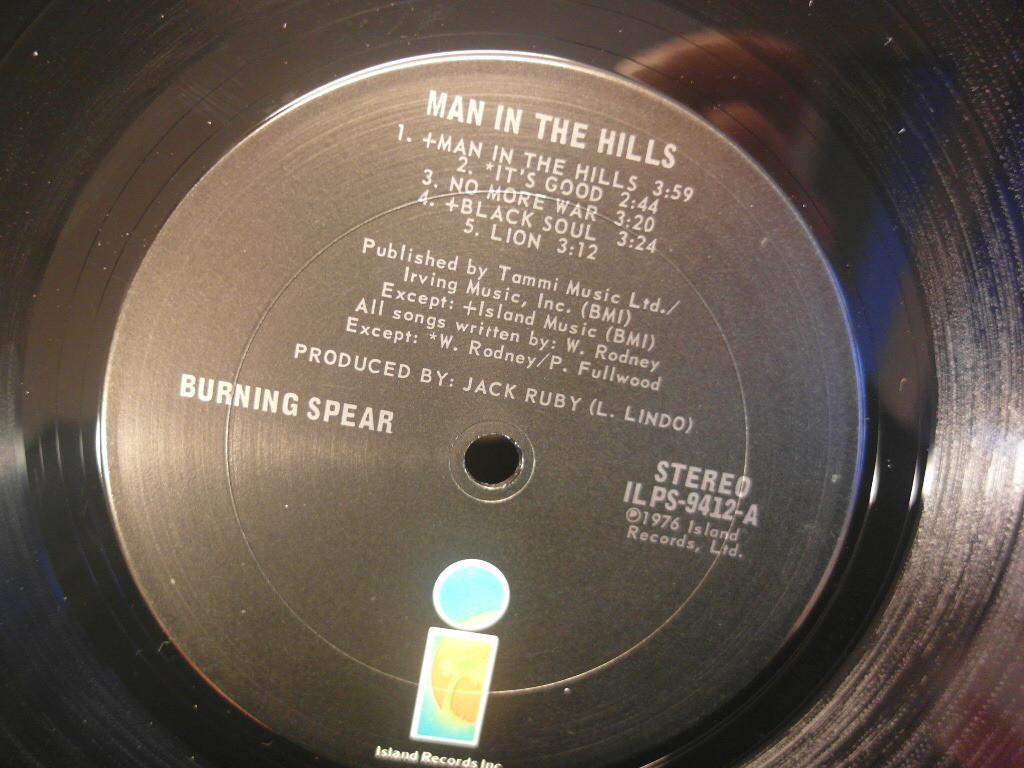 MAN IN THE HILLS
1. +MAN IN THE HILLS 3:59
2. *IT'S GOOD 2:44
3. NO MORE WAR 3:20
4. +BLACK SOUL 3:24
5. LION 3:12
Published by Tammi Music Ltd./
Irving Music, Inc. (BMI)
Except: +Island Music (BMI)
All songs written by: W. Rodney
Except: *W. Rodney/P. Fullwood
PRODUCED BY: JACK RUBY (L. LINDO)
BURNING SPEAR
STEREO
ILPS-9412-A
℗1976 Island
Records, Ltd.
Island Records Inc.